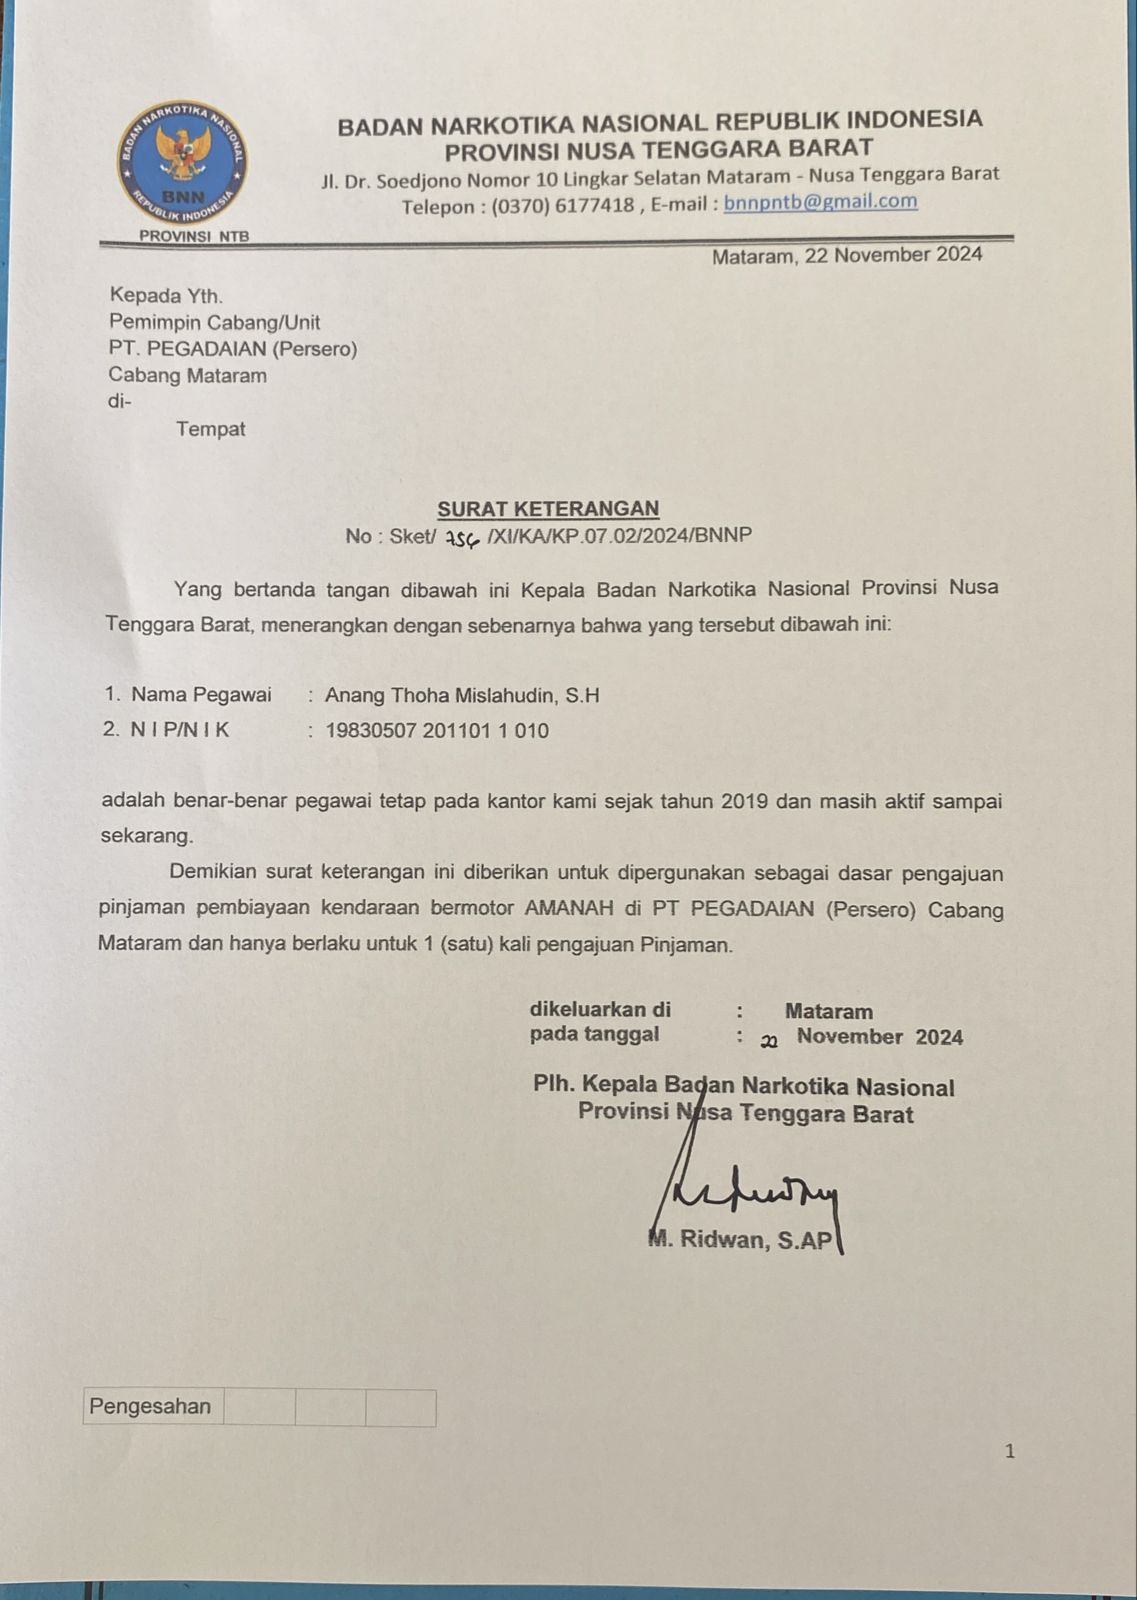 BADAN NARKOTIKA NASIONAL
REPUBLIK INDONESIA
BNN
PROVINSI NTB
BADAN NARKOTIKA NASIONAL REPUBLIK INDONESIA
PROVINSI NUSA TENGGARA BARAT
Jl. Dr. Soedjono Nomor 10 Lingkar Selatan Mataram - Nusa Tenggara Barat
Telepon : (0370) 6177418 , E-mail : bnnpntb@gmail.com
Mataram, 22 November 2024
Kepada Yth.
Pemimpin Cabang/Unit
PT. PEGADAIAN (Persero)
Cabang Mataram
di-
Tempat
SURAT KETERANGAN
No : Sket/ 756 /XI/KA/KP.07.02/2024/BNNP
Yang bertanda tangan dibawah ini Kepala Badan Narkotika Nasional Provinsi Nusa
Tenggara Barat, menerangkan dengan sebenarnya bahwa yang tersebut dibawah ini:
1. Nama Pegawai : Anang Thoha Mislahudin, S.H
2. N I P/N I K : 19830507 201101 1 010
adalah benar-benar pegawai tetap pada kantor kami sejak tahun 2019 dan masih aktif sampai
sekarang.
Demikian surat keterangan ini diberikan untuk dipergunakan sebagai dasar pengajuan
pinjaman pembiayaan kendaraan bermotor AMANAH di PT PEGADAIAN (Persero) Cabang
Mataram dan hanya berlaku untuk 1 (satu) kali pengajuan Pinjaman.
dikeluarkan di : Mataram
pada tanggal : 22 November 2024
Plh. Kepala Badan Narkotika Nasional
Provinsi Nusa Tenggara Barat
M. Ridwan, S.AP
Pengesahan
1